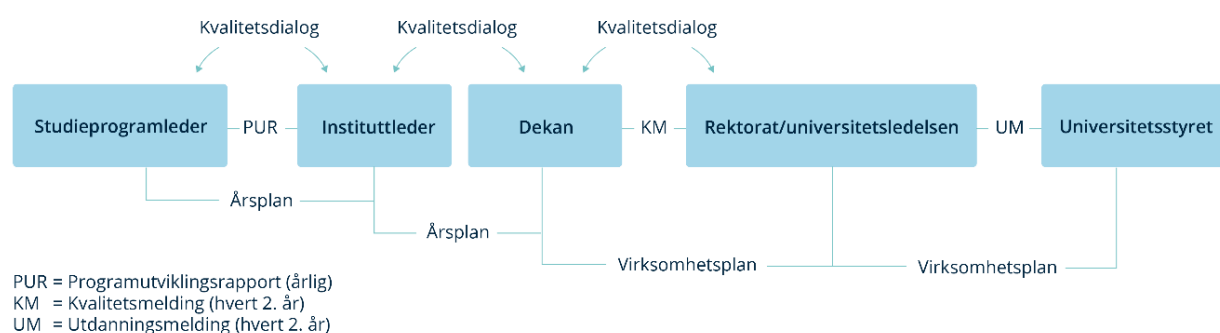 Kvalitetsdialog
Kvalitetsdialog
Kvalitetsdialog
Studieprogramleder
PUR
Instituttleder
Dekan
KM
Rektorat/universitetsledelsen
UM
Universitetsstyret
Årsplan
Årsplan
Virksomhetsplan
Virksomhetsplan
PUR = Programutviklingsrapport (årlig)
KM = Kvalitetsmelding (hvert 2. år)
UM = Utdanningsmelding (hvert 2. år)